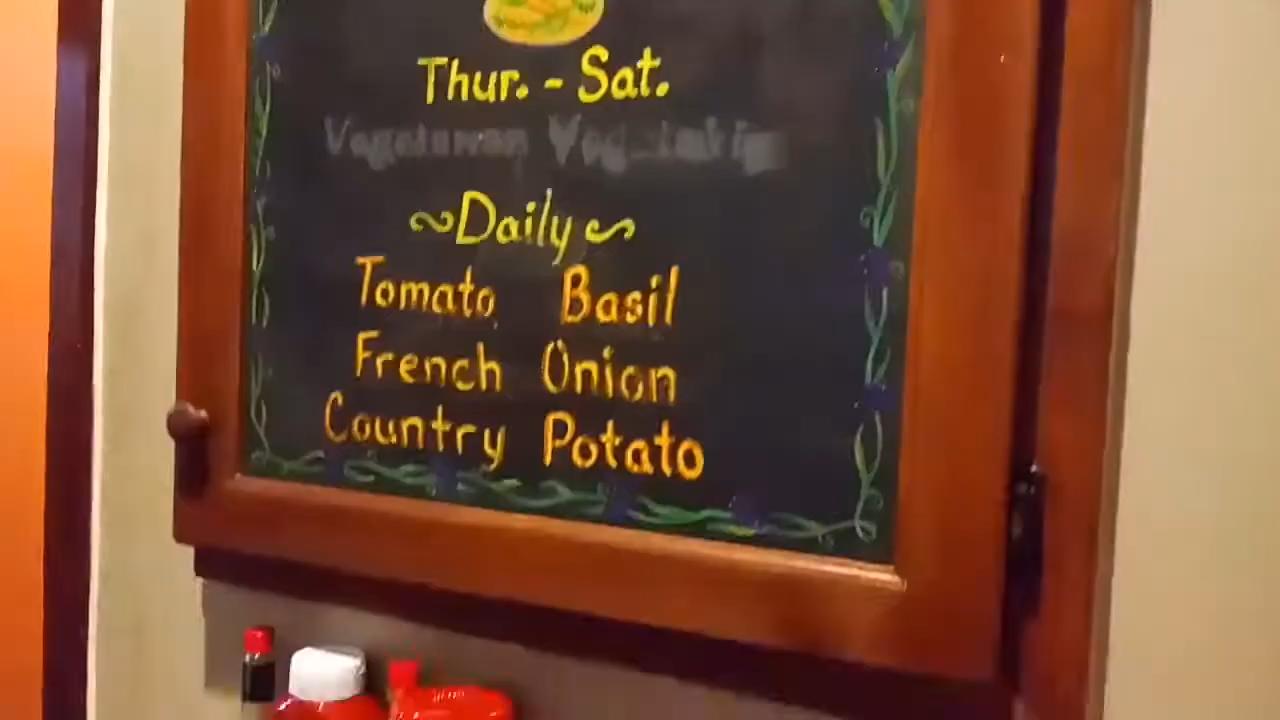 Thur. - Sat.
~Daily~
Tomato Basil
French Onion
Country Potato